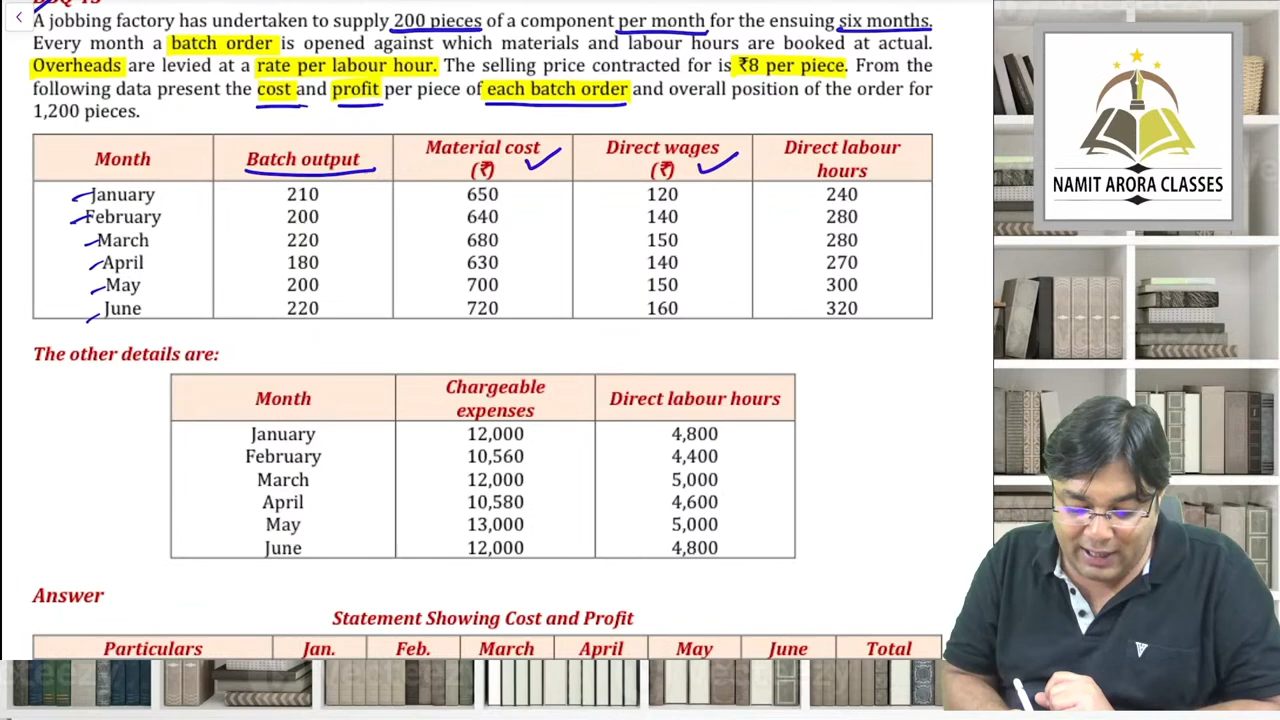 A jobbing factory has undertaken to supply 200 pieces of a component per month for the ensuing six months.
Every month a batch order is opened against which materials and labour hours are booked at actual.
Overheads are levied at a rate per labour hour. The selling price contracted for is ₹8 per piece. From the
following data present the cost and profit per piece of each batch order and overall position of the order for
1,200 pieces.
Month Batch output Material cost (₹) Direct wages (₹) Direct labour hours
January 210 650 120 240
February 200 640 140 280
March 220 680 150 280
April 180 630 140 270
May 200 700 150 300
June 220 720 160 320
The other details are:
Month Chargeable expenses Direct labour hours
January 12,000 4,800
February 10,560 4,400
March 12,000 5,000
April 10,580 4,600
May 13,000 5,000
June 12,000 4,800
Answer
Statement Showing Cost and Profit
Particulars Jan. Feb. March April May June Total
NAMIT ARORA CLASSES